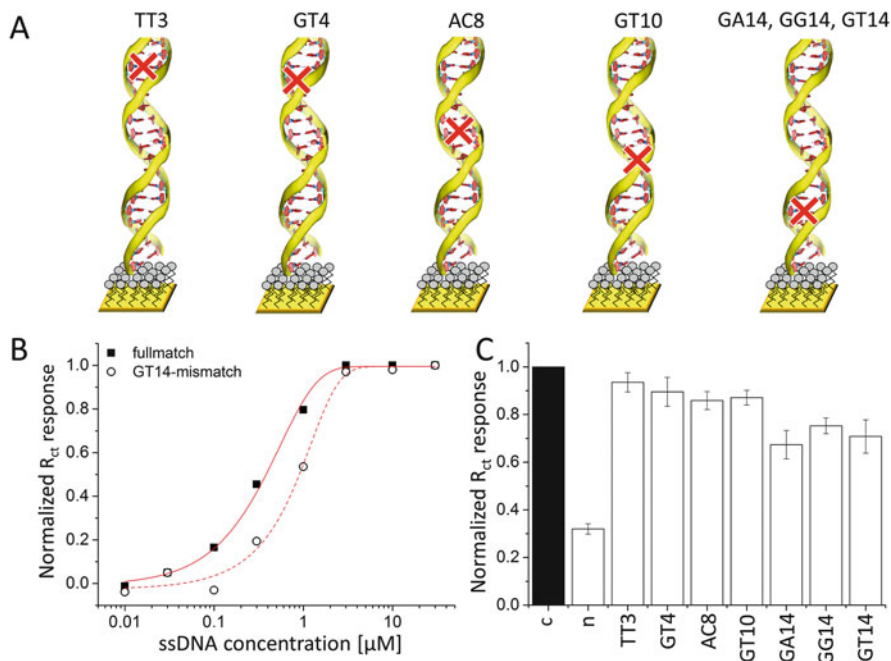 A
TT3
GT4
AC8
GT10
GA14, GG14, GT14
B
Normalized Rct response
1.0
0.8
0.6
0.4
0.2
0.0
fullmatch
GT14-mismatch
0.01
0.1
1
10
ssDNA concentration [µM]
C
Normalized Rct response
1.0
0.8
0.6
0.4
0.2
0.0
c
n
TT3
GT4
AC8
GT10
GA14
GG14
GT14